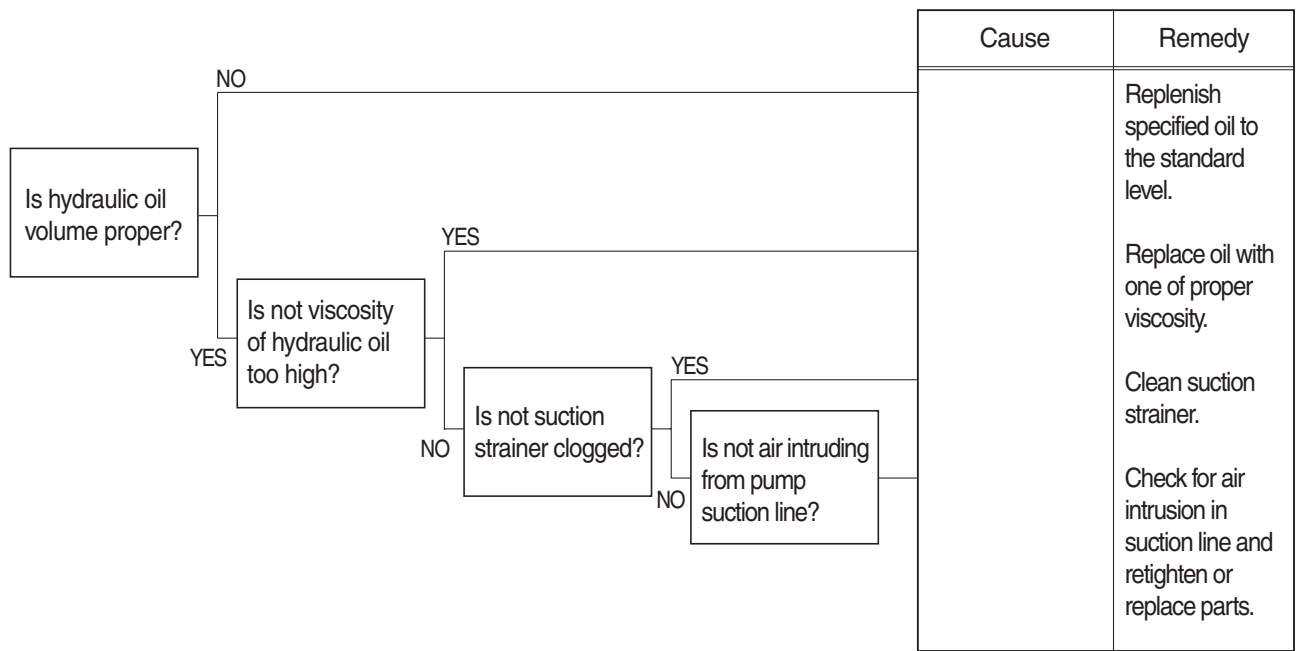 Cause
Remedy
NO
Replenish
specified oil to
the standard
level.
Is hydraulic oil
volume proper?
YES
Replace oil with
one of proper
viscosity.
YES
Is not viscosity
of hydraulic oil
too high?
YES
Clean suction
strainer.
NO
Is not suction
strainer clogged?
NO
Is not air intruding
from pump
suction line?
Check for air
intrusion in
suction line and
retighten or
replace parts.